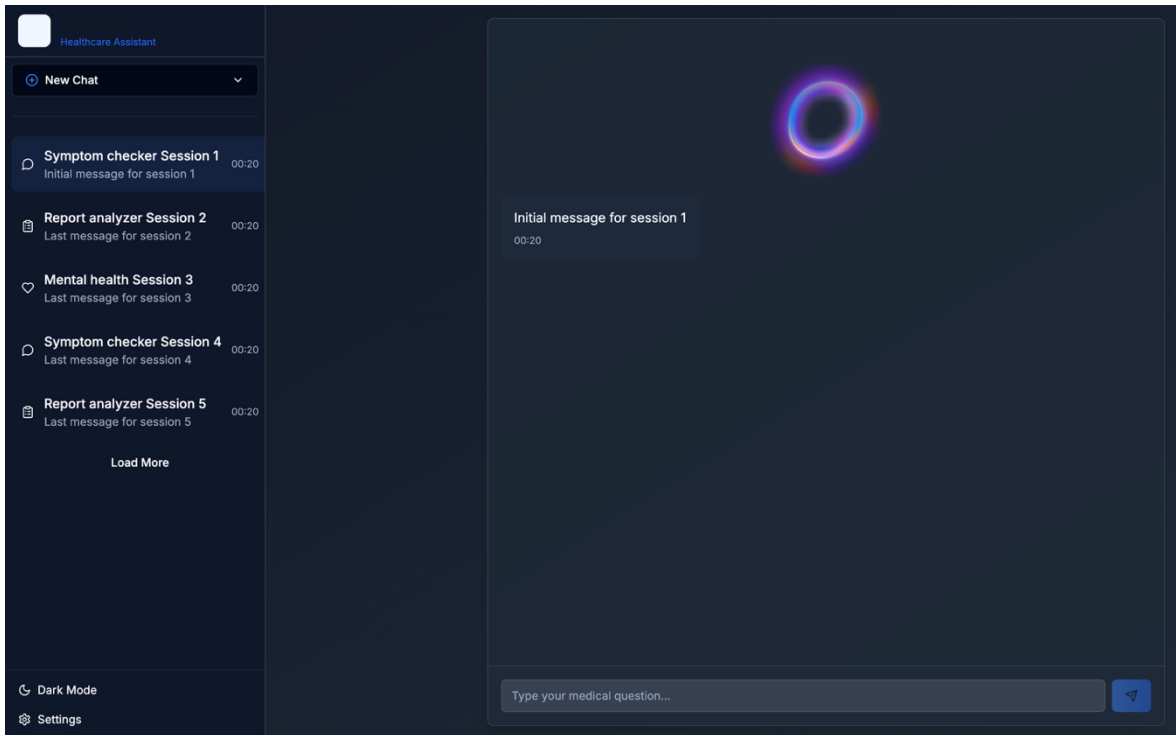 Healthcare Assistant
New Chat
Symptom checker Session 1
Initial message for session 1
00:20
Report analyzer Session 2
Last message for session 2
00:20
Mental health Session 3
Last message for session 3
00:20
Symptom checker Session 4
Last message for session 4
00:20
Report analyzer Session 5
Last message for session 5
00:20
Load More
Dark Mode
Settings
Initial message for session 1
00:20
Type your medical question...